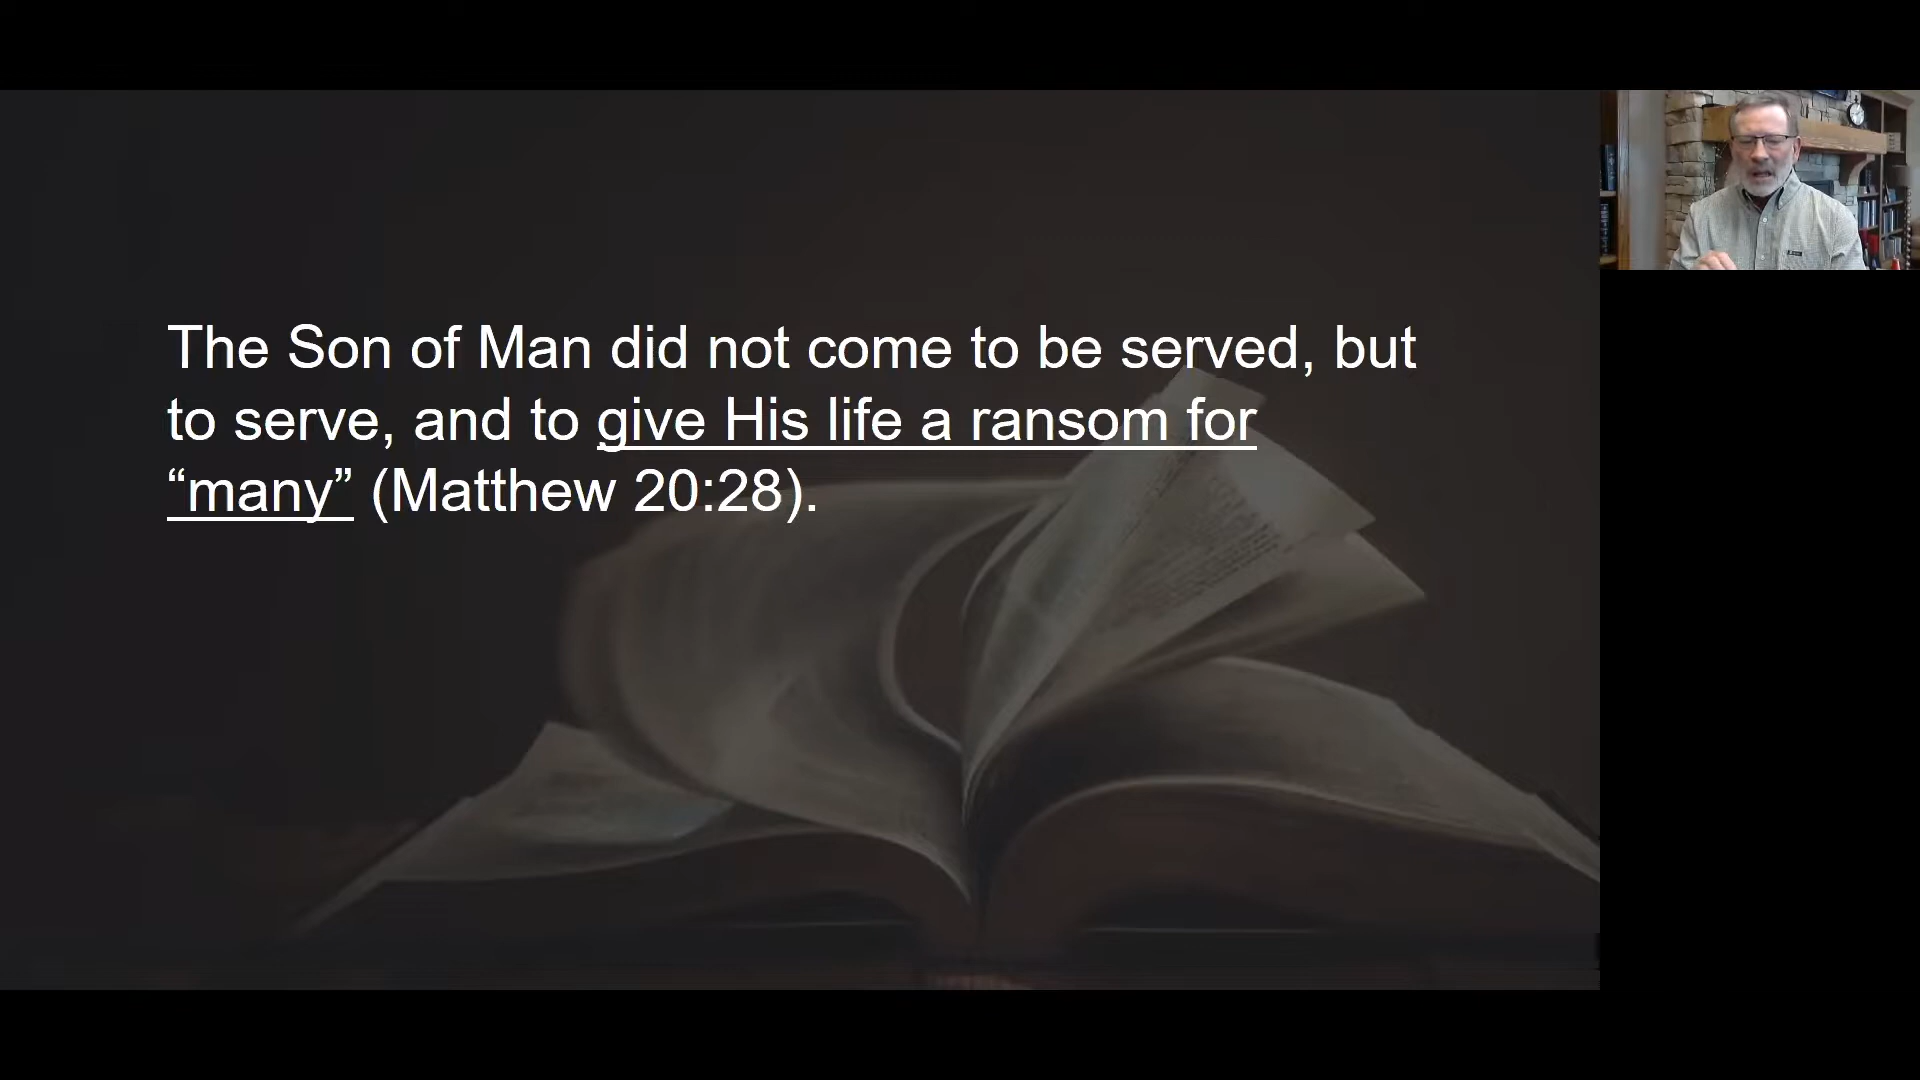 The Son of Man did not come to be served, but
to serve, and to give His life a ransom for
“many” (Matthew 20:28).